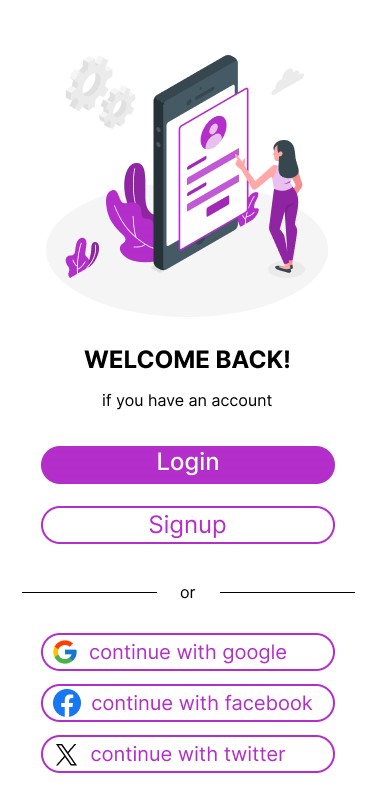 WELCOME BACK!
if you have an account
Login
Signup
or
continue with google
continue with facebook
continue with twitter